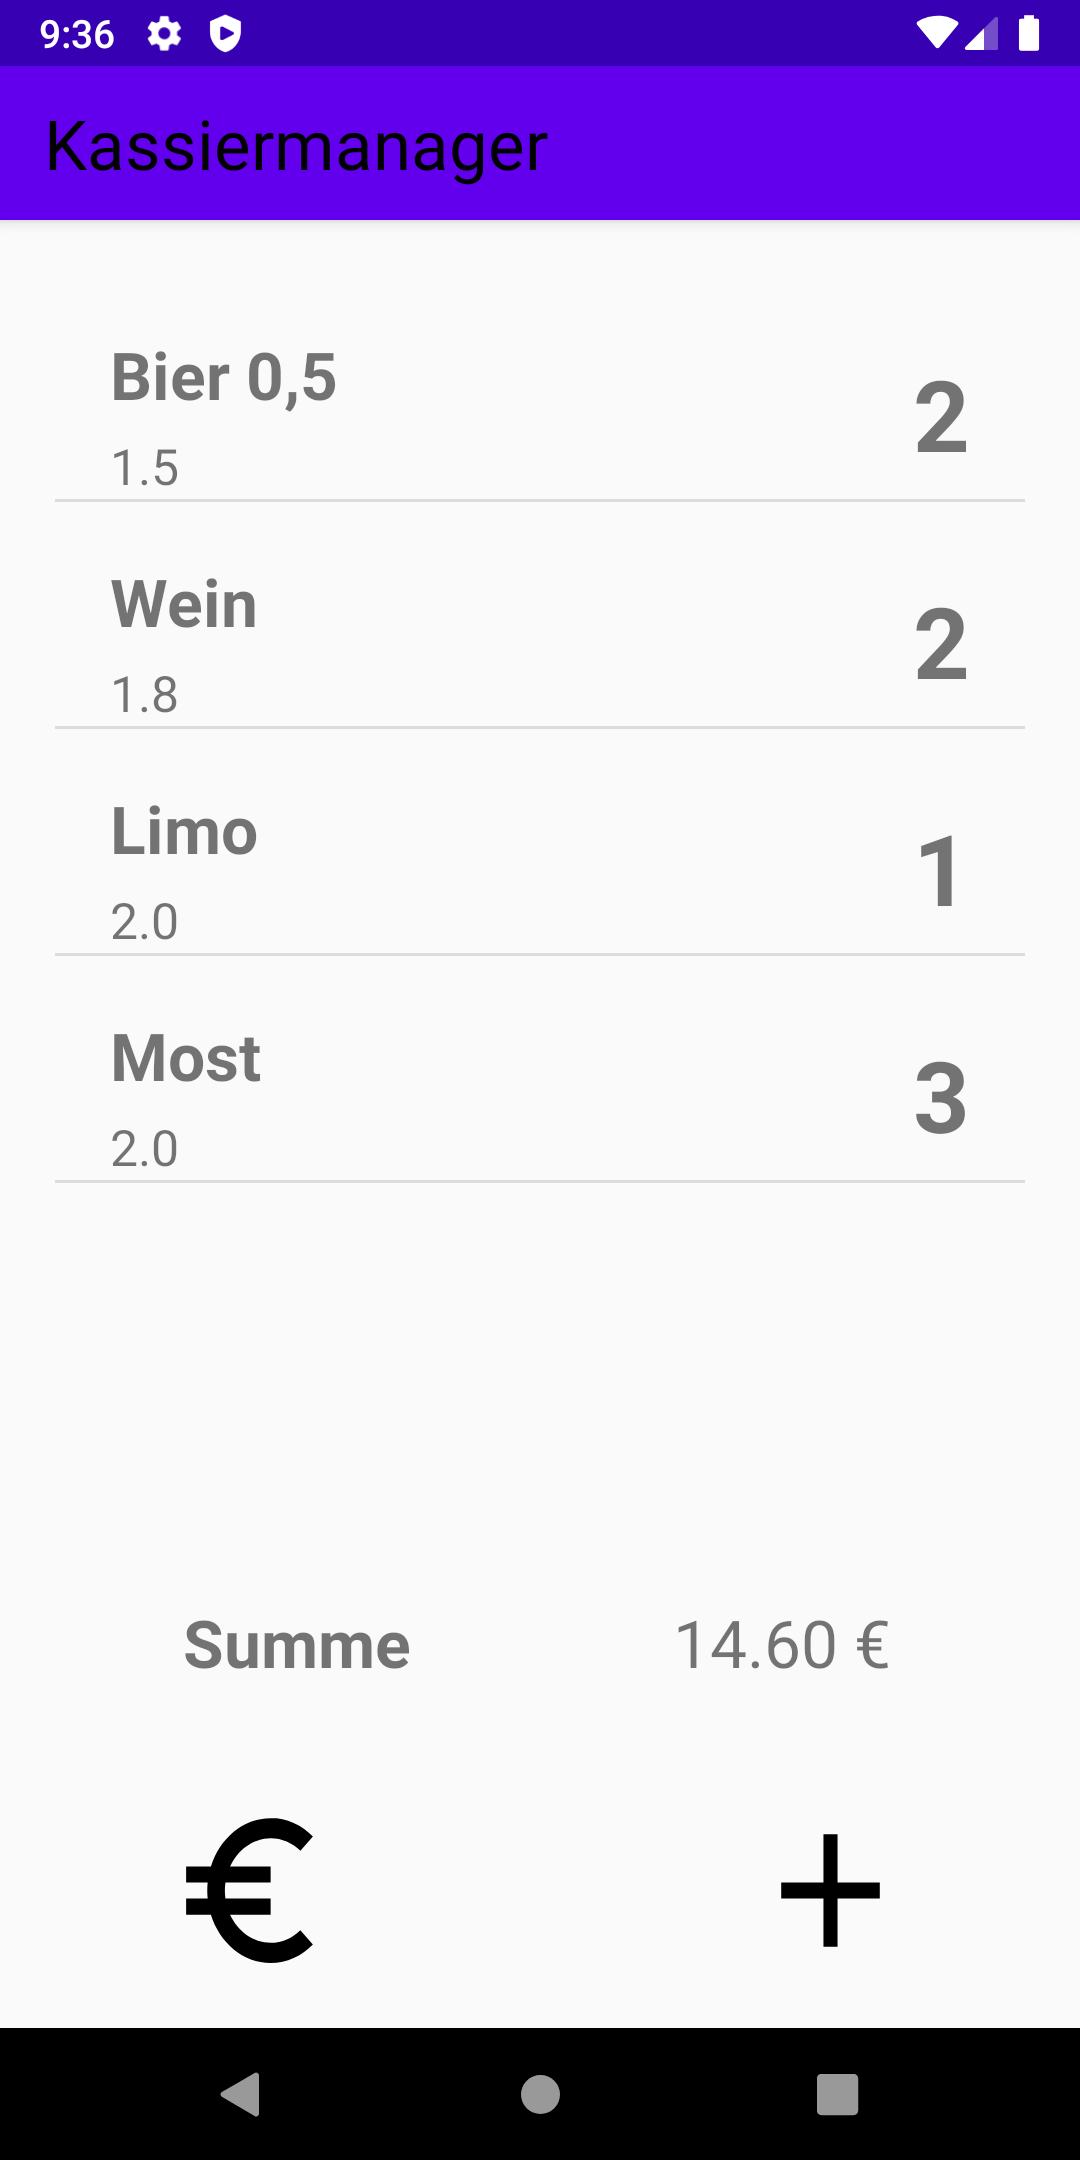 9:36
Kassiermanager
Bier 0,5
2
1.5
Wein
2
1.8
Limo
1
2.0
Most
3
2.0
Summe 14.60 €
€ +